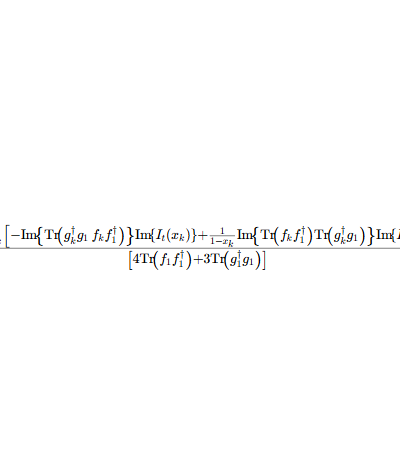 [−Im{Tr(g_k^† g_1 f_k f_1^†)}Im{I_t(x_k)}+\frac{1}{1−x_k}Im{Tr(f_k f_1^†)Tr(g_k^† g_1)}Im{
[4Tr(f_1 f_1^†)+3Tr(g_1^† g_1)]